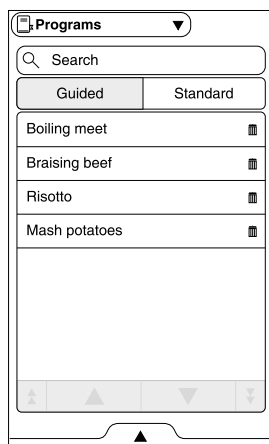 Programs
Search
Guided Standard
Boiling meet
Braising beef
Risotto
Mash potatoes